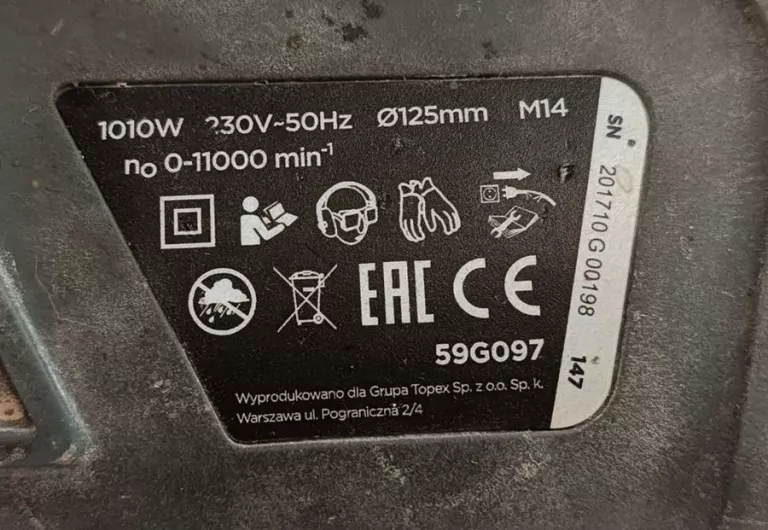 1010W 230V~50Hz Ø125mm M14
no 0-11000 min-1
EAC CE
59G097
Wyprodukowano dla Grupa Topex Sp. z o.o. Sp. k.
Warszawa ul. Pograniczna 2/4
SN 201710 G 00198 147